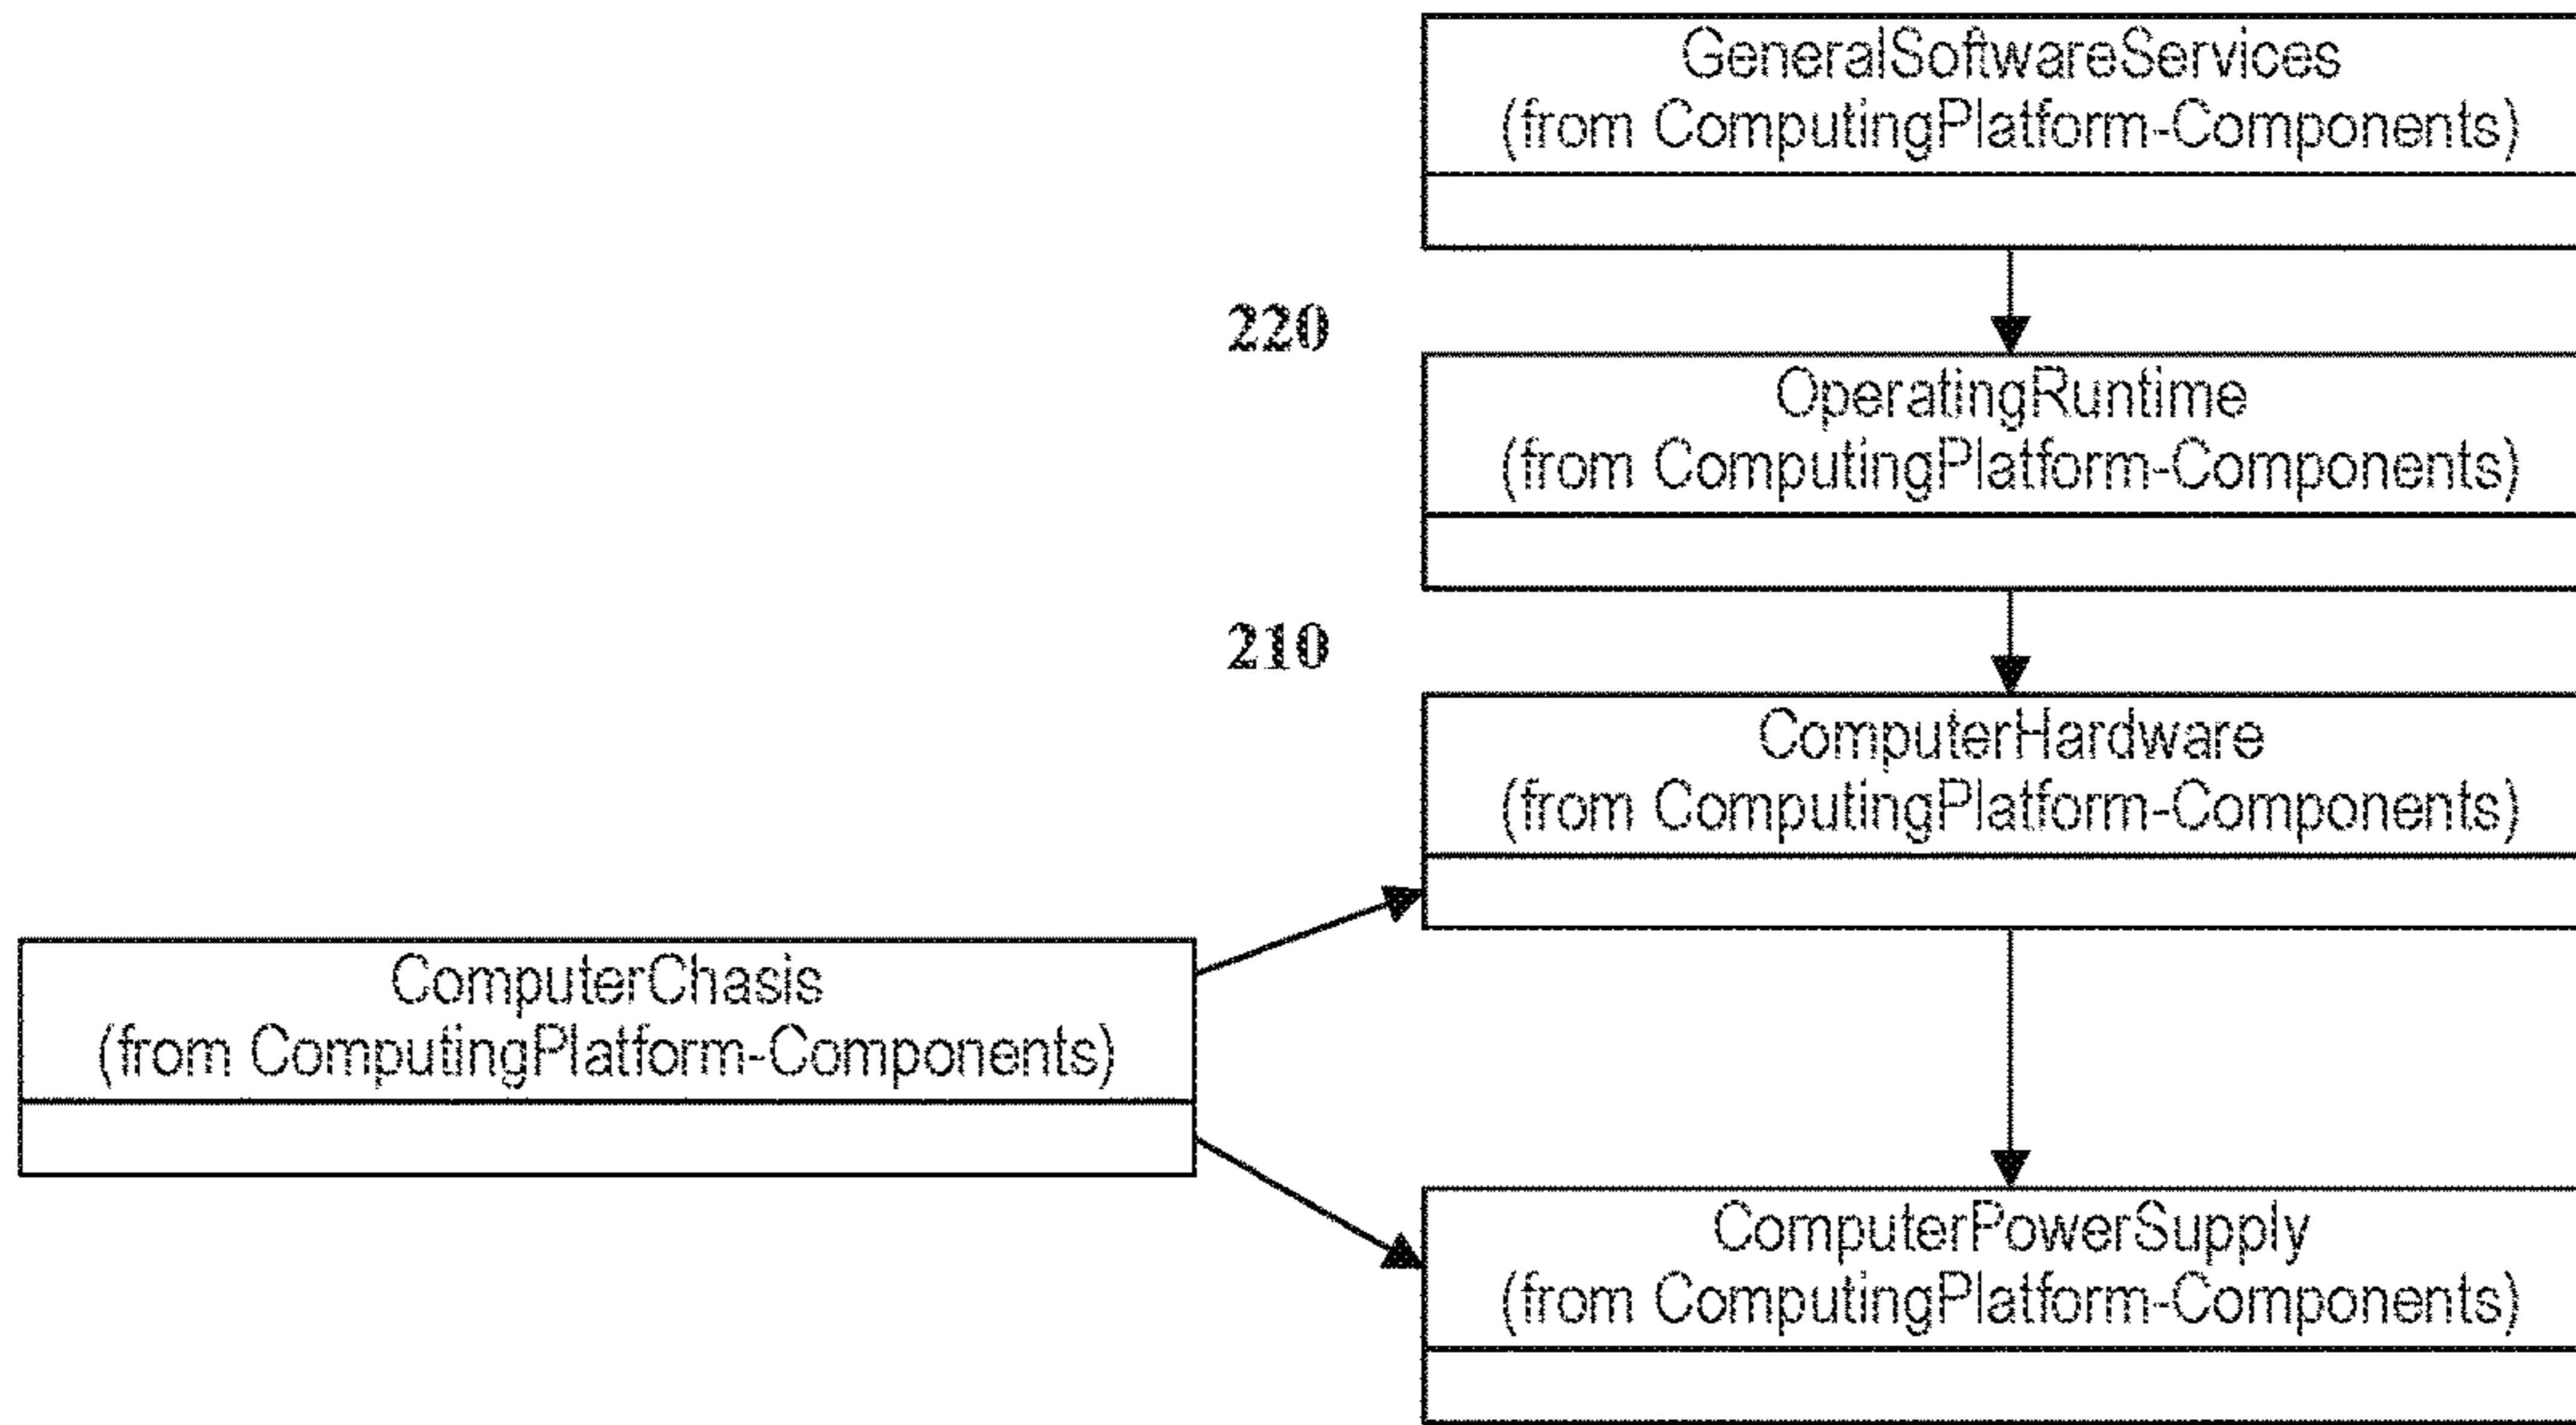 GeneralSoftwareServices
(from ComputingPlatform-Components)
220
OperatingRuntime
(from ComputingPlatform-Components)
210
ComputerHardware
(from ComputingPlatform-Components)
ComputerChasis
(from ComputingPlatform-Components)
ComputerPowerSupply
(from ComputingPlatform-Components)